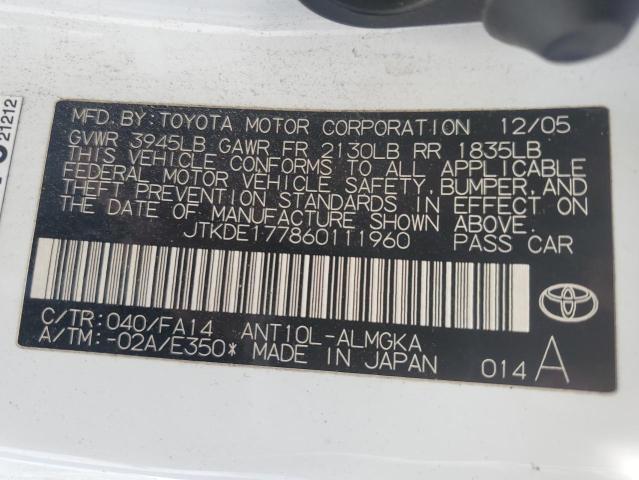 21212
MFD. BY: TOYOTA MOTOR CORPORATION 12/05
GVWR 3945LB GAWR FR 2130LB RR 1835LB
THIS VEHICLE CONFORMS TO ALL APPLICABLE
FEDERAL MOTOR VEHICLE SAFETY, BUMPER, AND
THEFT PREVENTION STANDARDS IN EFFECT ON
THE DATE OF MANUFACTURE SHOWN ABOVE.
JTKDE177860111960 PASS CAR
C/TR: 040/FA14 ANT10L-ALMGKA
A/TM: -02A/E350* MADE IN JAPAN 014 A